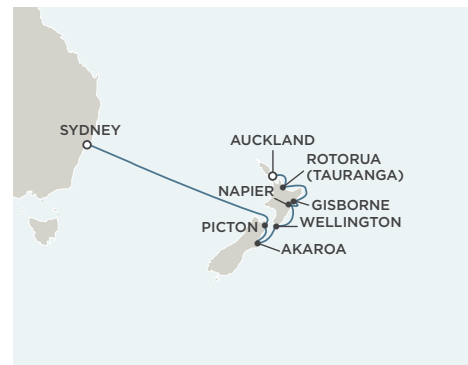 SYDNEY
AUCKLAND
ROTORUA
(TAURANGA)
NAPIER
GISBORNE
WELLINGTON
PICTON
AKAROA